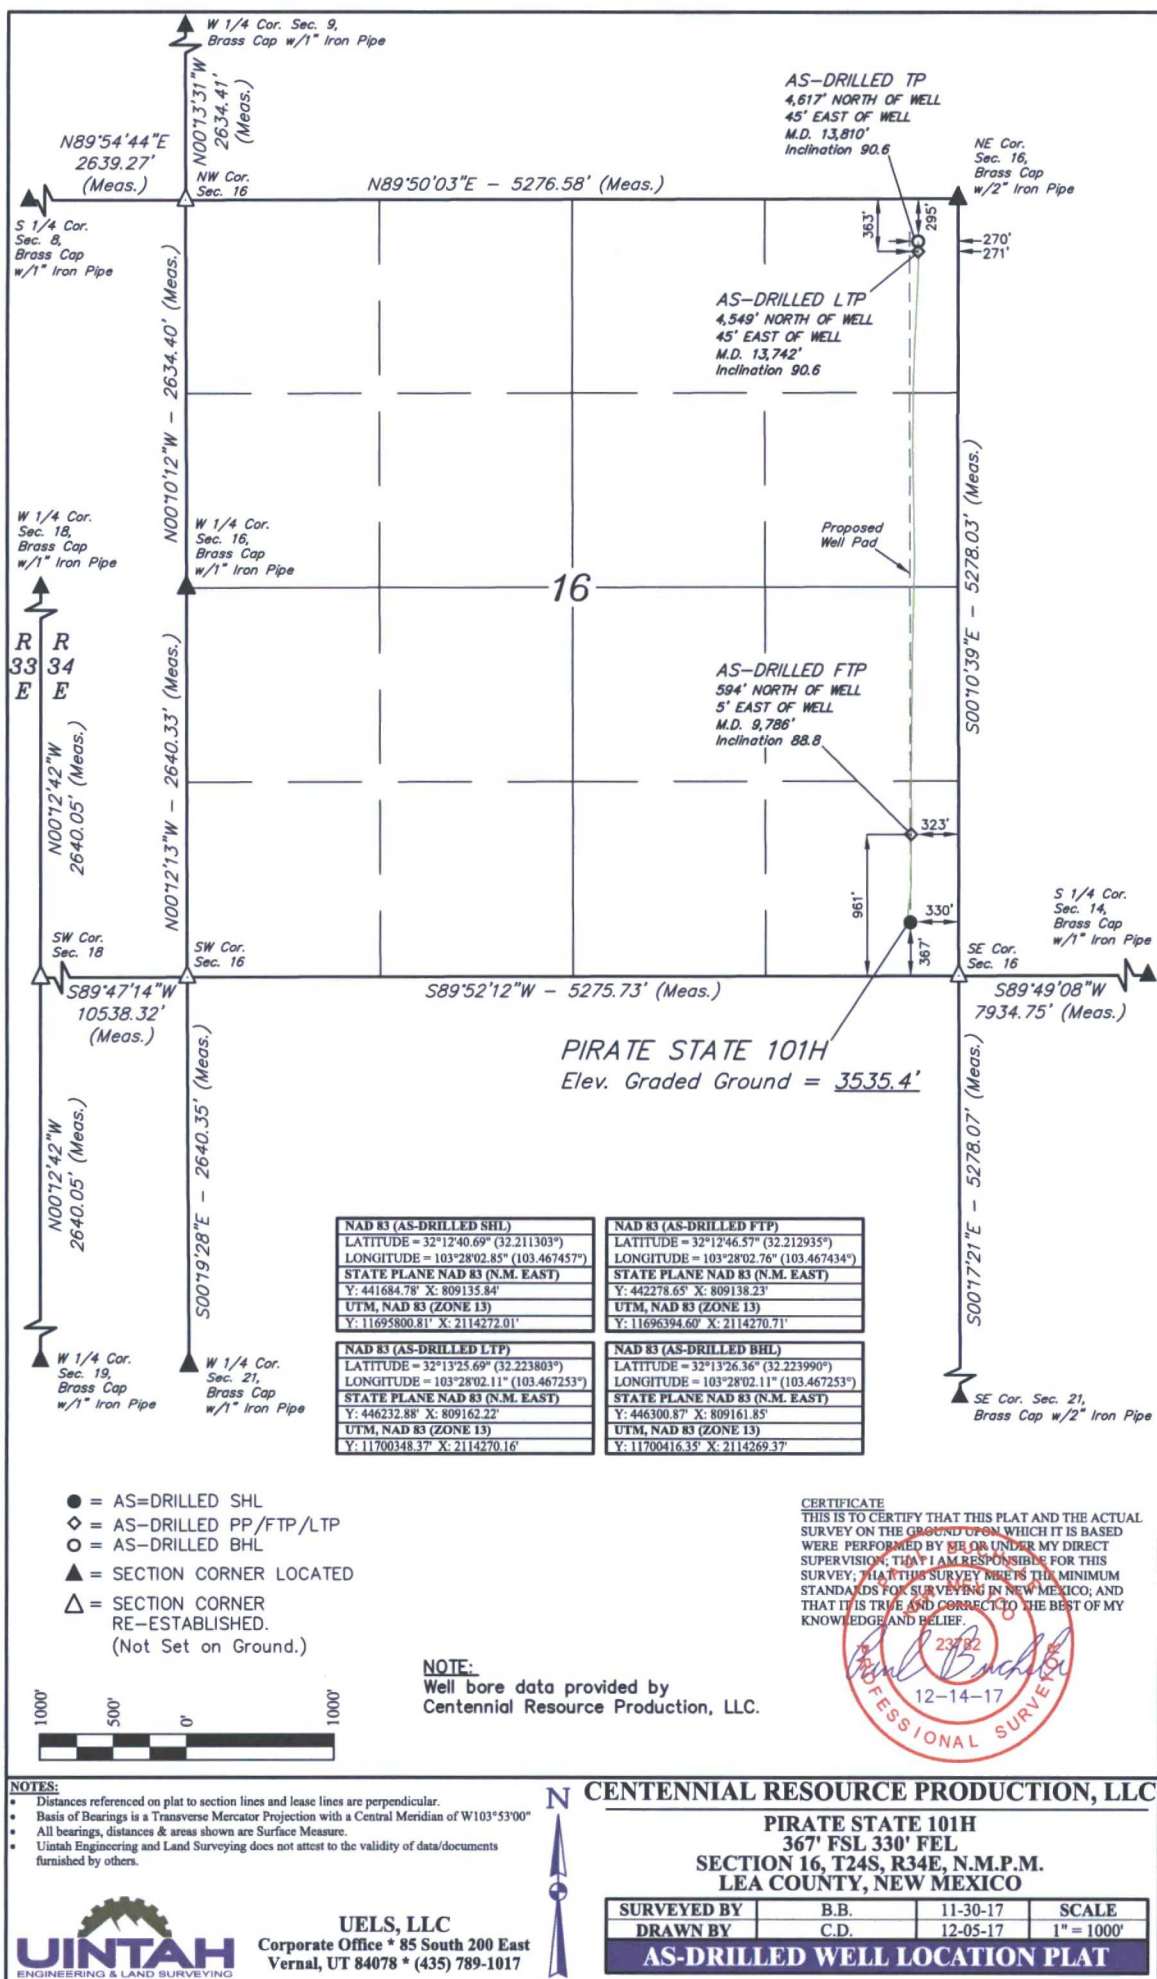 W 1/4 Cor. Sec. 9,
Brass Cap w/1" Iron Pipe
N00°13'31"W
2634.41'
(Meas.)
N89°54'44"E
2639.27'
(Meas.)
NW Cor.
Sec. 16
N89°50'03"E - 5276.58' (Meas.)
AS-DRILLED TP
4,617' NORTH OF WELL
45' EAST OF WELL
M.D. 13,810'
Inclination 90.6
NE Cor.
Sec. 16,
Brass Cap
w/2" Iron Pipe
S 1/4 Cor.
Sec. 8,
Brass Cap
w/1" Iron Pipe
363'
295'
270'
271'
AS-DRILLED LTP
4,549' NORTH OF WELL
45' EAST OF WELL
M.D. 13,742'
Inclination 90.6
N00°10'12"W - 2634.40' (Meas.)
W 1/4 Cor.
Sec. 18,
Brass Cap
w/1" Iron Pipe
W 1/4 Cor.
Sec. 16,
Brass Cap
w/1" Iron Pipe
Proposed
Well Pad
S00°10'39"E - 5278.03' (Meas.)
16
R R
33 34
E E
AS-DRILLED FTP
594' NORTH OF WELL
5' EAST OF WELL
M.D. 9,786'
Inclination 88.8
N00°12'42"W
2640.05' (Meas.)
N00°12'13"W - 2640.33' (Meas.)
323'
961'
330'
367'
S 1/4 Cor.
Sec. 14,
Brass Cap
w/1" Iron Pipe
SW Cor.
Sec. 18
SW Cor.
Sec. 16
SE Cor.
Sec. 16
S89°47'14"W
10538.32'
(Meas.)
S89°52'12"W - 5275.73' (Meas.)
S89°49'08"W
7934.75' (Meas.)
PIRATE STATE 101H
Elev. Graded Ground = 3535.4'
N00°12'42"W
2640.05' (Meas.)
S00°19'28"E - 2640.35' (Meas.)
S00°17'21"E - 5278.07' (Meas.)
NAD 83 (AS-DRILLED SHL)
LATITUDE = 32°12'40.69" (32.211303°)
LONGITUDE = 103°28'02.85" (103.467457°)
STATE PLANE NAD 83 (N.M. EAST)
Y: 441684.78' X: 809135.84'
UTM, NAD 83 (ZONE 13)
Y: 11695800.81' X: 2114272.01'
NAD 83 (AS-DRILLED FTP)
LATITUDE = 32°12'46.57" (32.212935°)
LONGITUDE = 103°28'02.76" (103.467434°)
STATE PLANE NAD 83 (N.M. EAST)
Y: 442278.65' X: 809138.23'
UTM, NAD 83 (ZONE 13)
Y: 11696394.60' X: 2114270.71'
NAD 83 (AS-DRILLED LTP)
LATITUDE = 32°13'25.69" (32.223803°)
LONGITUDE = 103°28'02.11" (103.467253°)
STATE PLANE NAD 83 (N.M. EAST)
Y: 446232.88' X: 809162.22'
UTM, NAD 83 (ZONE 13)
Y: 11700348.37' X: 2114270.16'
NAD 83 (AS-DRILLED BHL)
LATITUDE = 32°13'26.36" (32.223990°)
LONGITUDE = 103°28'02.11" (103.467253°)
STATE PLANE NAD 83 (N.M. EAST)
Y: 446300.87' X: 809161.85'
UTM, NAD 83 (ZONE 13)
Y: 11700416.35' X: 2114269.37'
W 1/4 Cor.
Sec. 19,
Brass Cap
w/1" Iron Pipe
W 1/4 Cor.
Sec. 21,
Brass Cap
w/1" Iron Pipe
SE Cor. Sec. 21,
Brass Cap w/2" Iron Pipe
= AS=DRILLED SHL
= AS-DRILLED PP/FTP/LTP
= AS-DRILLED BHL
= SECTION CORNER LOCATED
= SECTION CORNER
RE-ESTABLISHED.
(Not Set on Ground.)
CERTIFICATE
THIS IS TO CERTIFY THAT THIS PLAT AND THE ACTUAL
SURVEY ON THE GROUND UPON WHICH IT IS BASED
WERE PERFORMED BY ME OR UNDER MY DIRECT
SUPERVISION; THAT I AM RESPONSIBLE FOR THIS
SURVEY; THAT THIS SURVEY MEETS THE MINIMUM
STANDARDS FOR SURVEYING IN NEW MEXICO; AND
THAT IT IS TRUE AND CORRECT TO THE BEST OF MY
KNOWLEDGE AND BELIEF.
PAUL BUCHELE
NEW MEXICO
23782
Paul Buchele
12-14-17
PROFESSIONAL SURVEYOR
NOTE:
Well bore data provided by
Centennial Resource Production, LLC.
1000' 500' 0' 1000'
NOTES:
• Distances referenced on plat to section lines and lease lines are perpendicular.
• Basis of Bearings is a Transverse Mercator Projection with a Central Meridian of W103°53'00"
• All bearings, distances & areas shown are Surface Measure.
• Uintah Engineering and Land Surveying does not attest to the validity of data/documents
furnished by others.
UINTAH
ENGINEERING & LAND SURVEYING
UELS, LLC
Corporate Office * 85 South 200 East
Vernal, UT 84078 * (435) 789-1017
N
CENTENNIAL RESOURCE PRODUCTION, LLC
PIRATE STATE 101H
367' FSL 330' FEL
SECTION 16, T24S, R34E, N.M.P.M.
LEA COUNTY, NEW MEXICO
SURVEYED BY B.B. 11-30-17 SCALE
DRAWN BY C.D. 12-05-17 1" = 1000'
AS-DRILLED WELL LOCATION PLAT